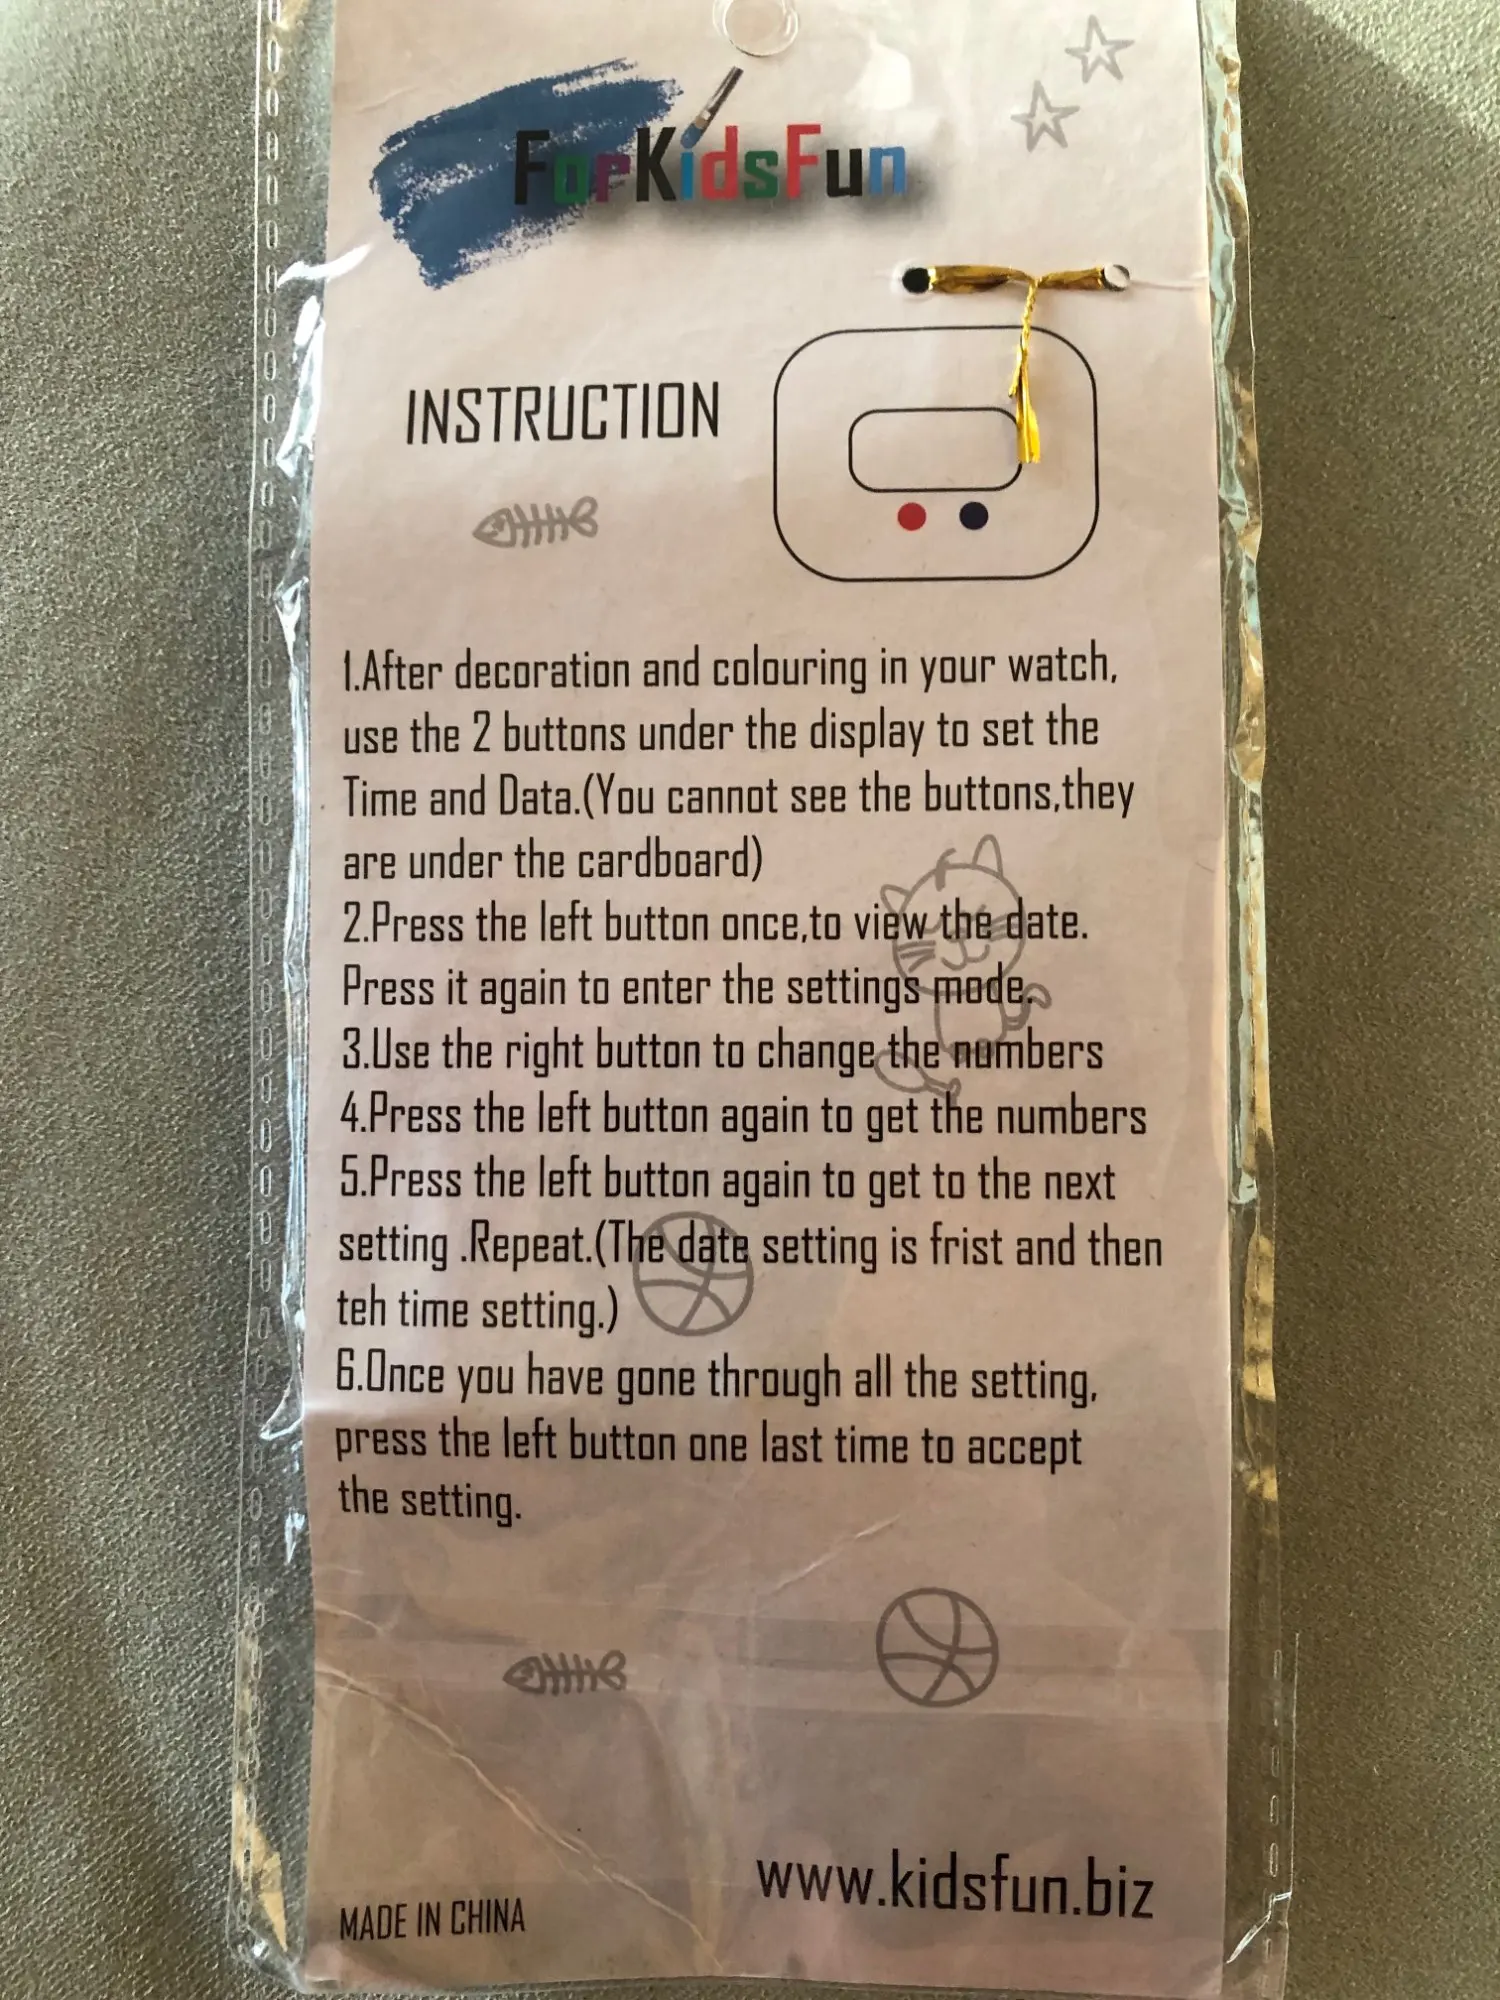 ForKidsFun
INSTRUCTION
1.After decoration and colouring in your watch,
use the 2 buttons under the display to set the
Time and Data.(You cannot see the buttons,they
are under the cardboard)
2.Press the left button once,to view the date.
Press it again to enter the settings mode.
3.Use the right button to change the numbers
4.Press the left button again to get the numbers
5.Press the left button again to get to the next
setting .Repeat.(The date setting is frist and then
teh time setting.)
6.Once you have gone through all the setting,
press the left button one last time to accept
the setting.
www.kidsfun.biz
MADE IN CHINA